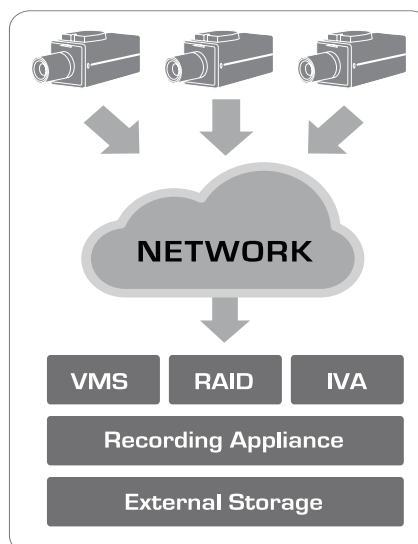 NETWORK
VMS RAID IVA
Recording Appliance
External Storage